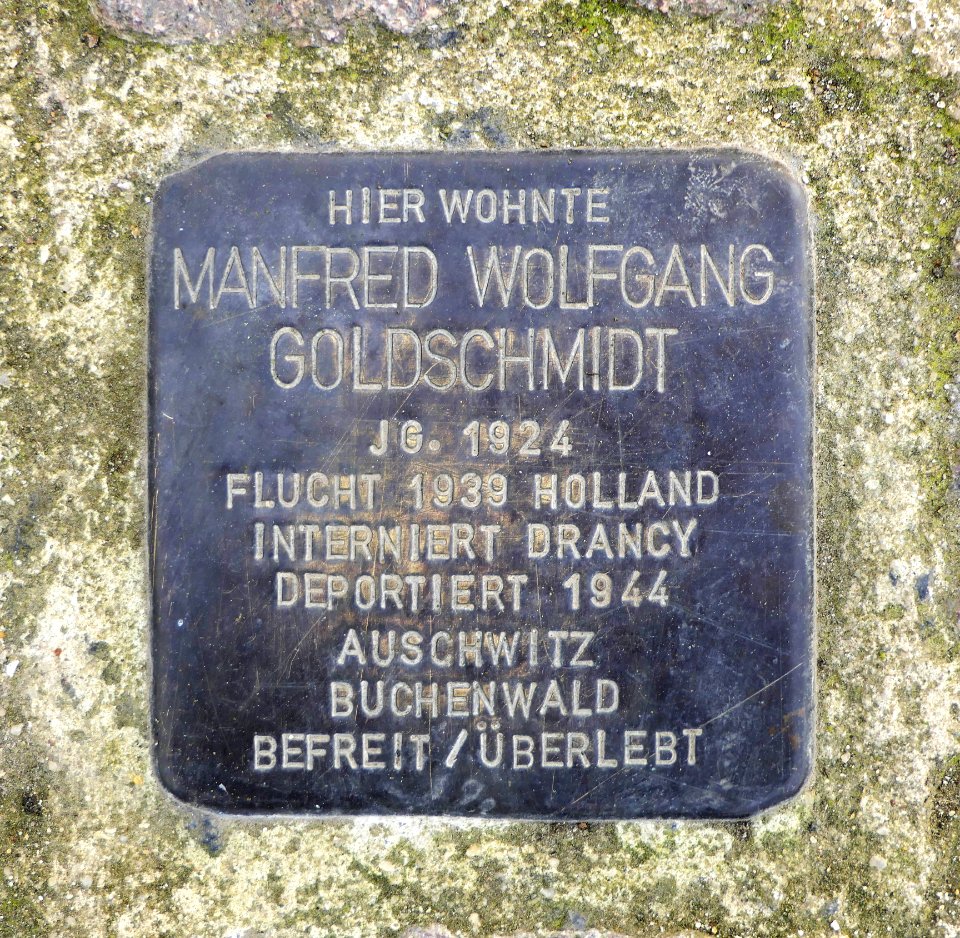 HIER WOHNTE
MANFRED WOLFGANG
GOLDSCHMIDT
JG. 1924
FLUCHT 1939 HOLLAND
INTERNIERT DRANCY
DEPORTIERT 1944
AUSCHWITZ
BUCHENWALD
BEFREIT / ÜBERLEBT